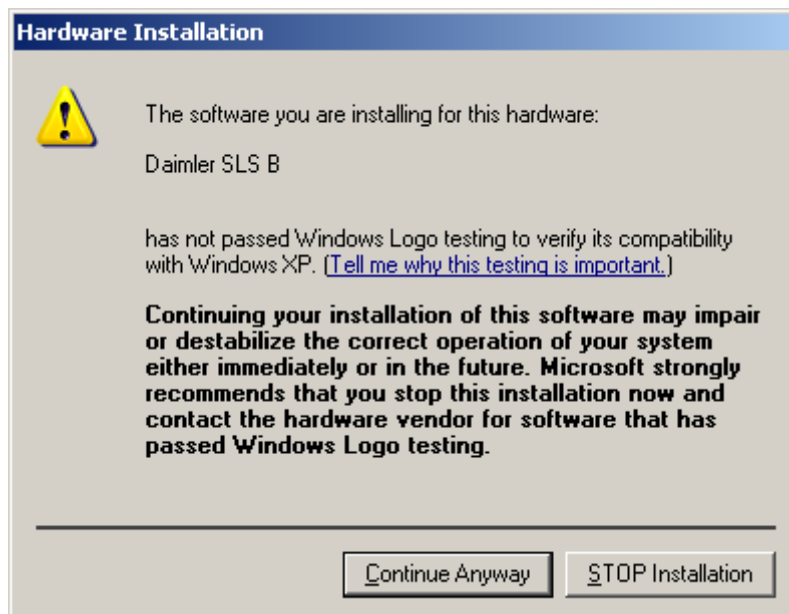 Hardware Installation
The software you are installing for this hardware:
Daimler SLS B
has not passed Windows Logo testing to verify its compatibility
with Windows XP. (Tell me why this testing is important.)
Continuing your installation of this software may impair
or destabilize the correct operation of your system
either immediately or in the future. Microsoft strongly
recommends that you stop this installation now and
contact the hardware vendor for software that has
passed Windows Logo testing.
Continue Anyway
STOP Installation